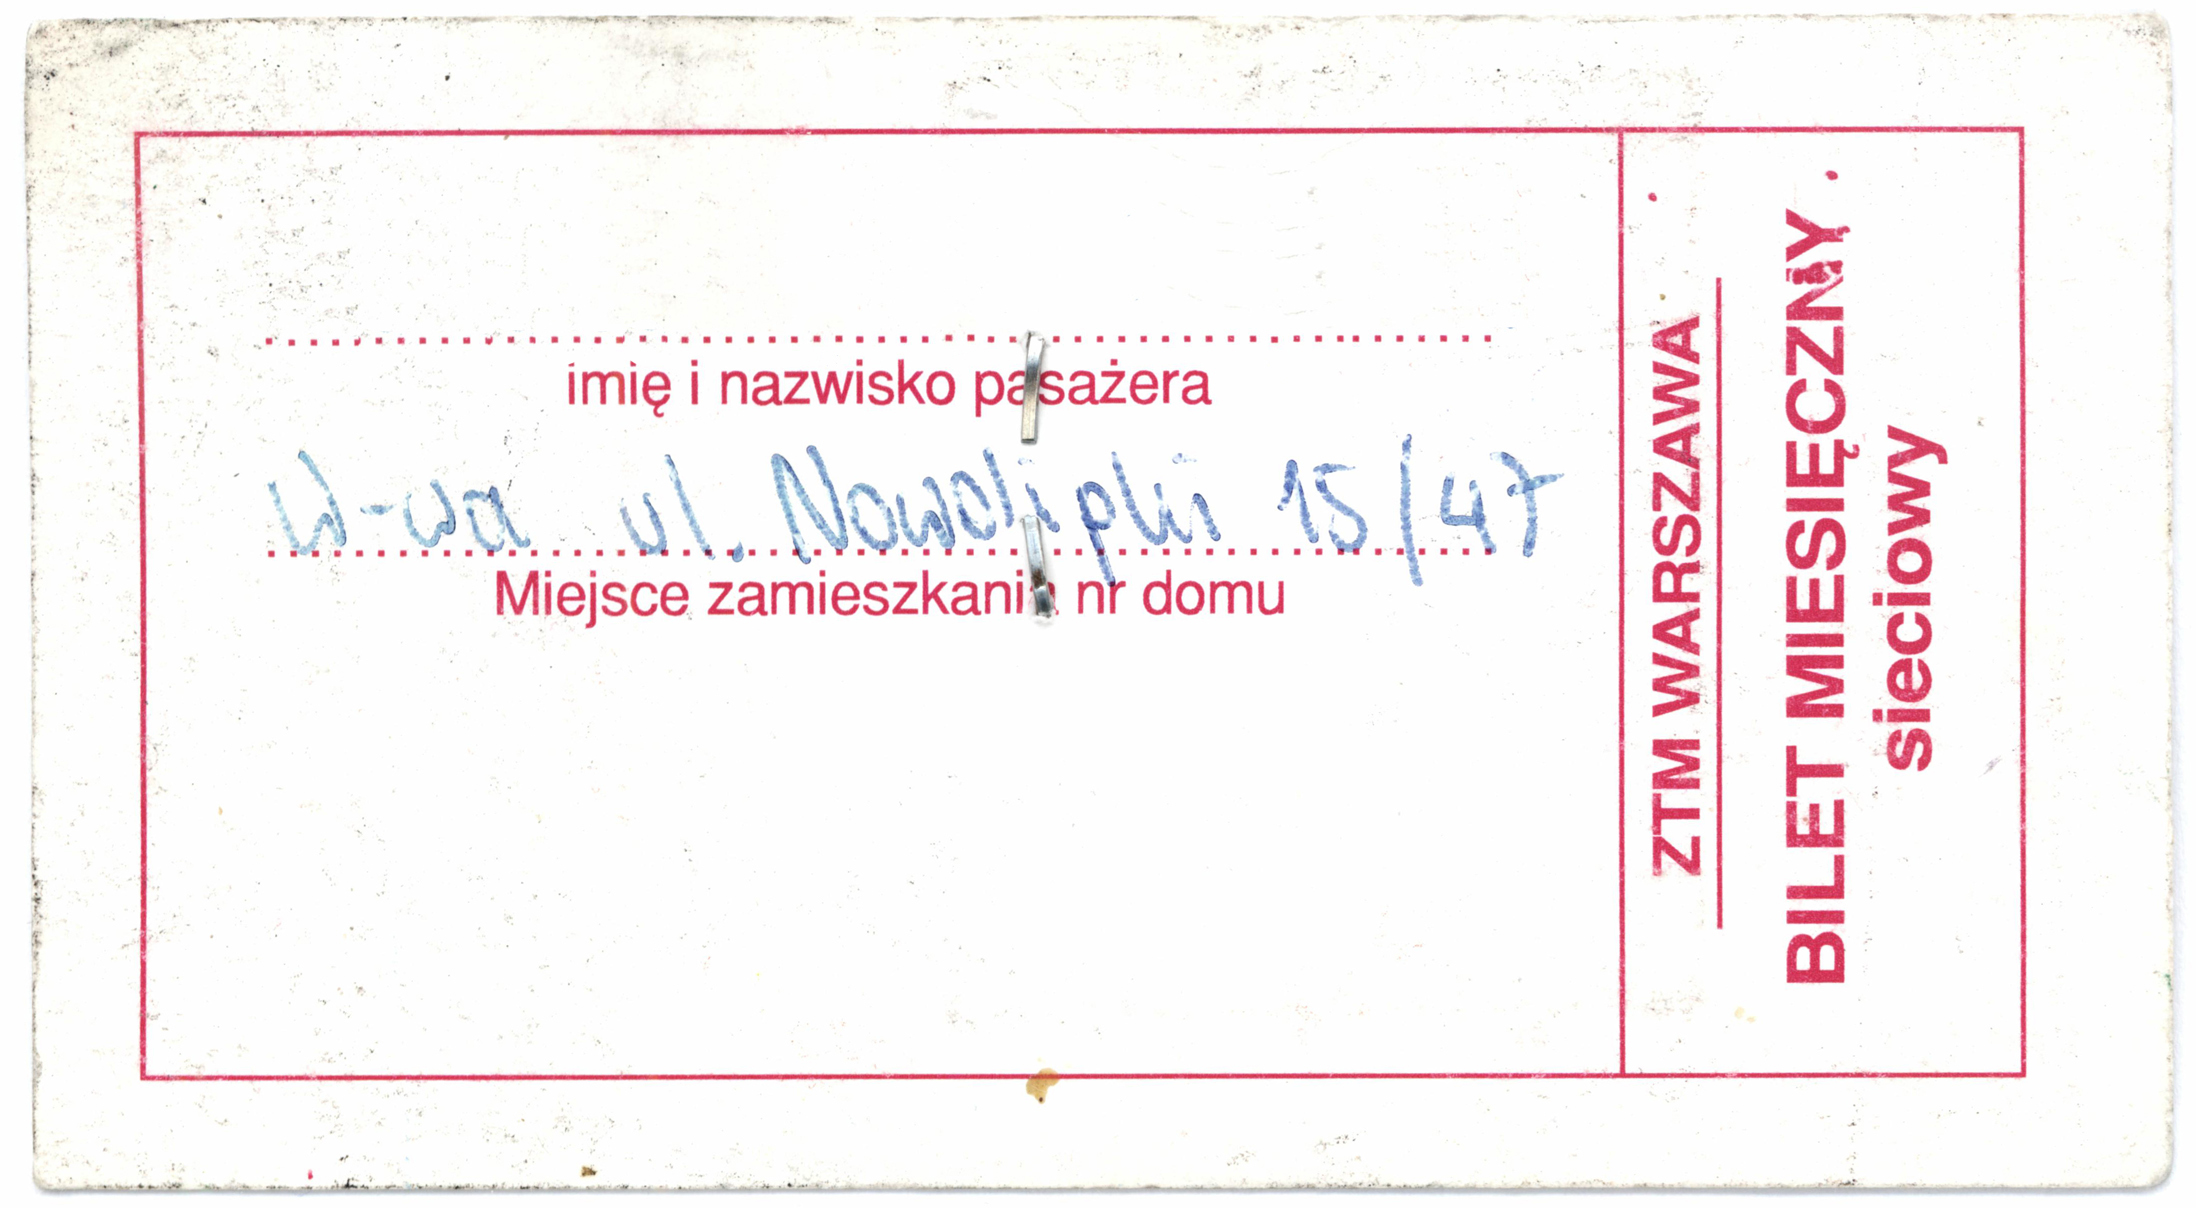 imię i nazwisko pasażera
W-wa ul. Nowolipki 15/47
Miejsce zamieszkania nr domu
ZTM WARSZAWA
BILET MIESIĘCZNY
sieciowy